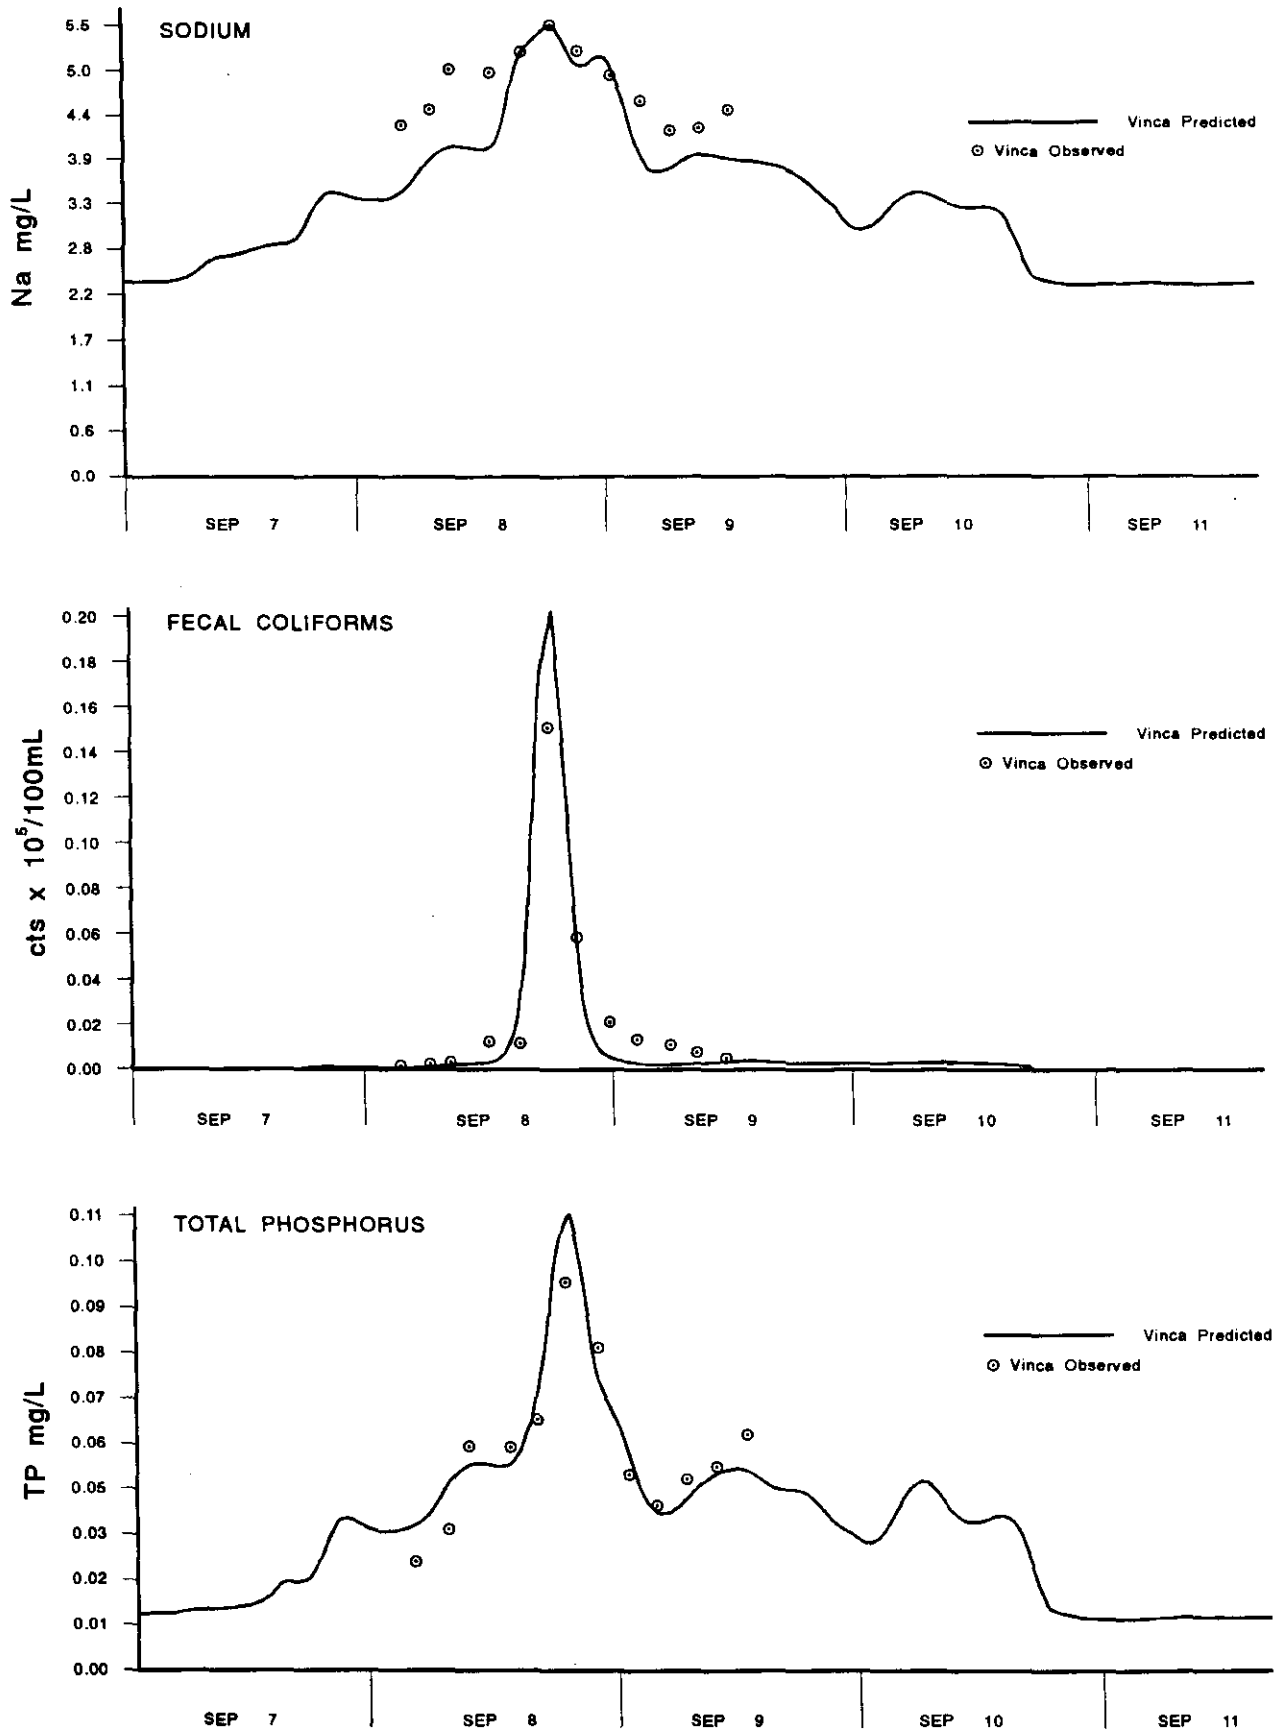 SODIUM
5.5
5.0
4.4
3.9
3.3
2.8
2.2
1.7
1.1
0.6
0.0
Na mg/L
Vinca Predicted
Vinca Observed
SEP 7 SEP 8 SEP 9 SEP 10 SEP 11
FECAL COLIFORMS
0.20
0.18
0.16
0.14
0.12
0.10
0.08
0.06
0.04
0.02
0.00
cts x 10⁵/100mL
Vinca Predicted
Vinca Observed
SEP 7 SEP 8 SEP 9 SEP 10 SEP 11
TOTAL PHOSPHORUS
0.11
0.10
0.09
0.08
0.07
0.06
0.05
0.03
0.02
0.01
0.00
TP mg/L
Vinca Predicted
Vinca Observed
SEP 7 SEP 8 SEP 9 SEP 10 SEP 11